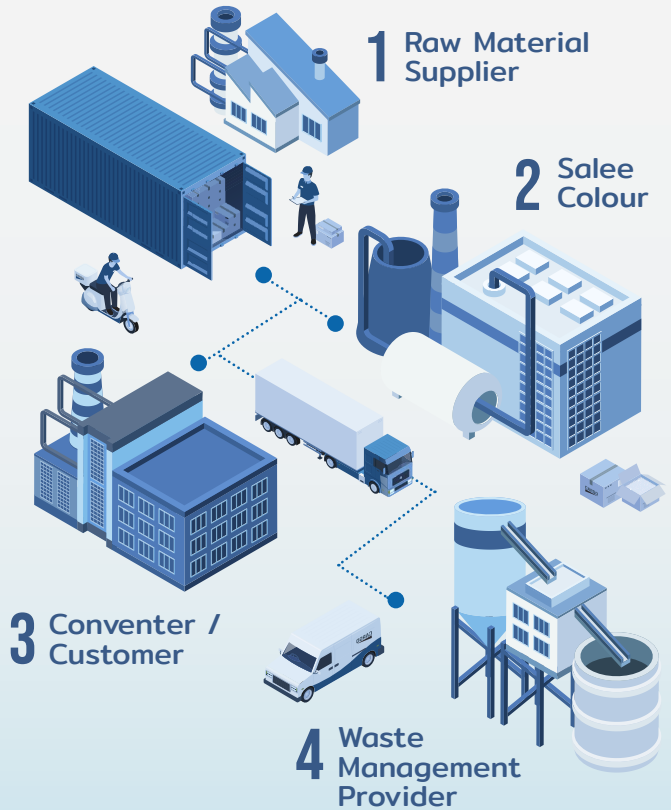 1 Raw Material
Supplier
2 Salee
Colour
3 Conventer /
Customer
4 Waste
Management
Provider